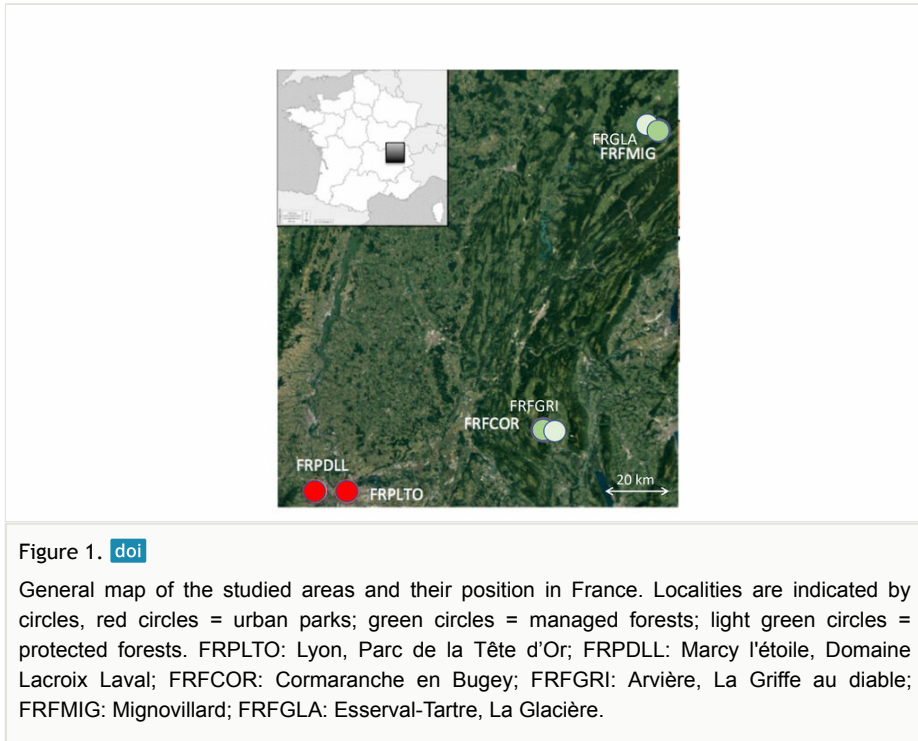 FRGLA
FRFMIG
FRFGRI
FRFCOR
FRPDLL
FRPLTO
20 km
Figure 1. doi
General map of the studied areas and their position in France. Localities are indicated by
circles, red circles = urban parks; green circles = managed forests; light green circles =
protected forests. FRPLTO: Lyon, Parc de la Tête d’Or; FRPDLL: Marcy l'étoile, Domaine
Lacroix Laval; FRFCOR: Cormaranche en Bugey; FRFGRI: Arvière, La Griffe au diable;
FRFMIG: Mignovillard; FRFGLA: Esserval-Tartre, La Glacière.